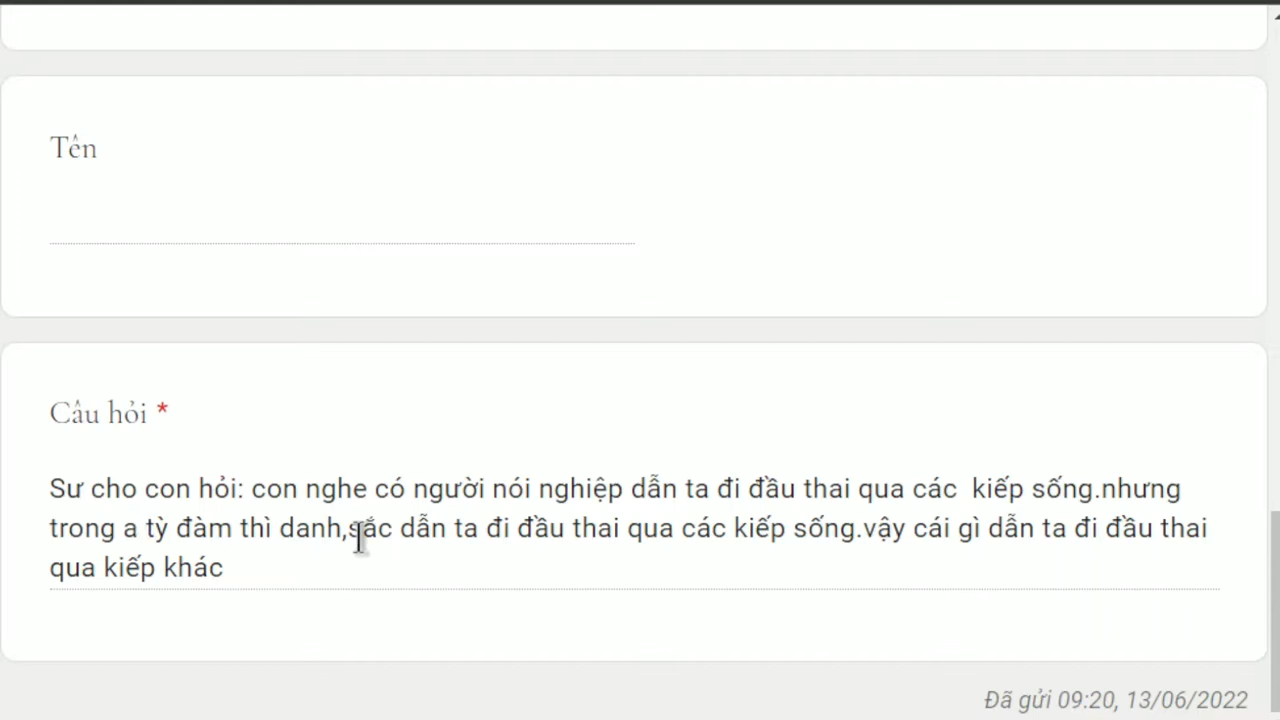 Tên
Câu hỏi *
Sư cho con hỏi: con nghe có người nói nghiệp dẫn ta đi đầu thai qua các  kiếp sống.nhưng
trong a tỳ đàm thì danh,sắc dẫn ta đi đầu thai qua các kiếp sống.vậy cái gì dẫn ta đi đầu thai
qua kiếp khác
Đã gửi 09:20, 13/06/2022